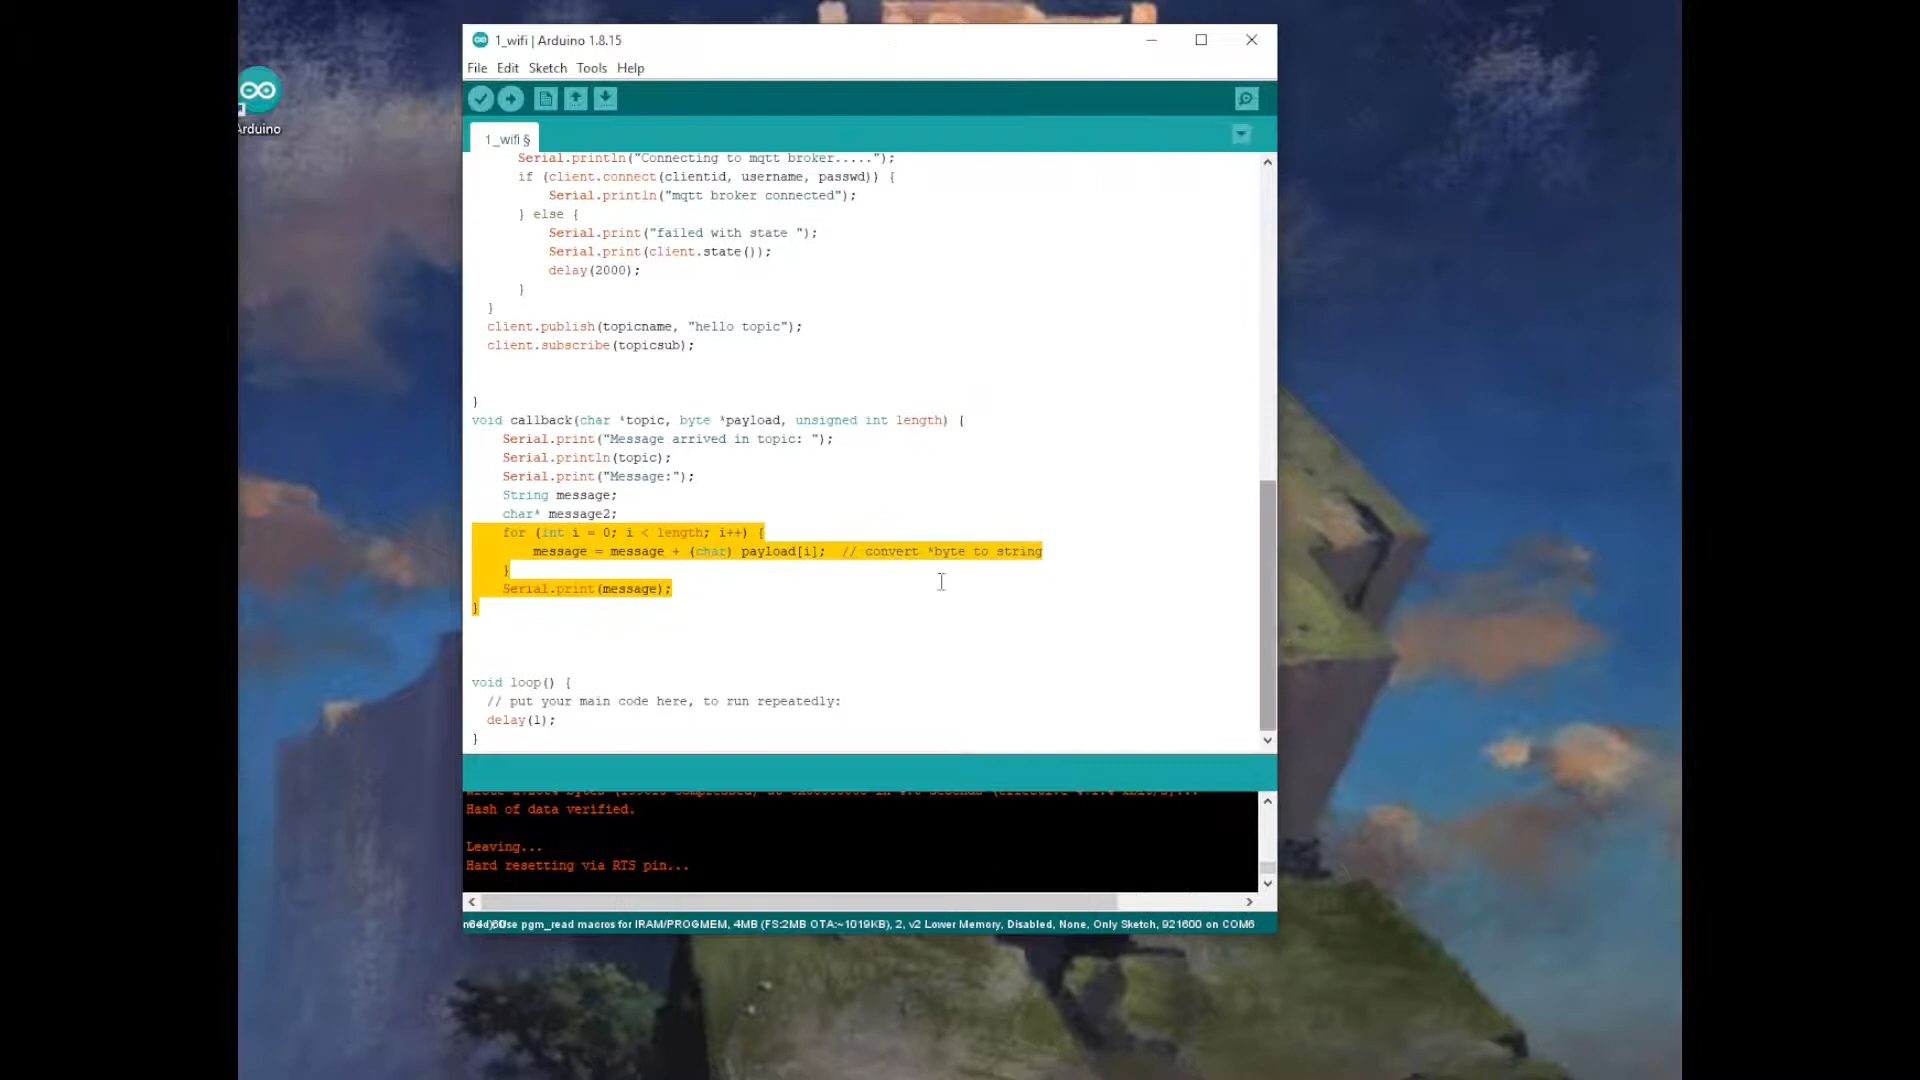 1_wifi | Arduino 1.8.15
File Edit Sketch Tools Help
Arduino
1_wifi §
Serial.println("Connecting to mqtt broker.....");
if (client.connect(clientid, username, passwd)) {
Serial.println("mqtt broker connected");
} else {
Serial.print("failed with state ");
Serial.print(client.state());
delay(2000);
}
}
client.publish(topicname, "hello topic");
client.subscribe(topicsub);
}
void callback(char *topic, byte *payload, unsigned int length) {
Serial.print("Message arrived in topic: ");
Serial.println(topic);
Serial.print("Message:");
String message;
char* message2;
for (int i = 0; i < length; i++) {
message = message + (char) payload[i];  // convert *byte to string
}
Serial.print(message);
}
void loop() {
// put your main code here, to run repeatedly:
delay(1);
}
Hash of data verified.
Leaving...
Hard resetting via RTS pin...
Use pgm_read macros for IRAM/PROGMEM, 4MB (FS:2MB OTA:~1019KB), 2, v2 Lower Memory, Disabled, None, Only Sketch, 921600 on COM6